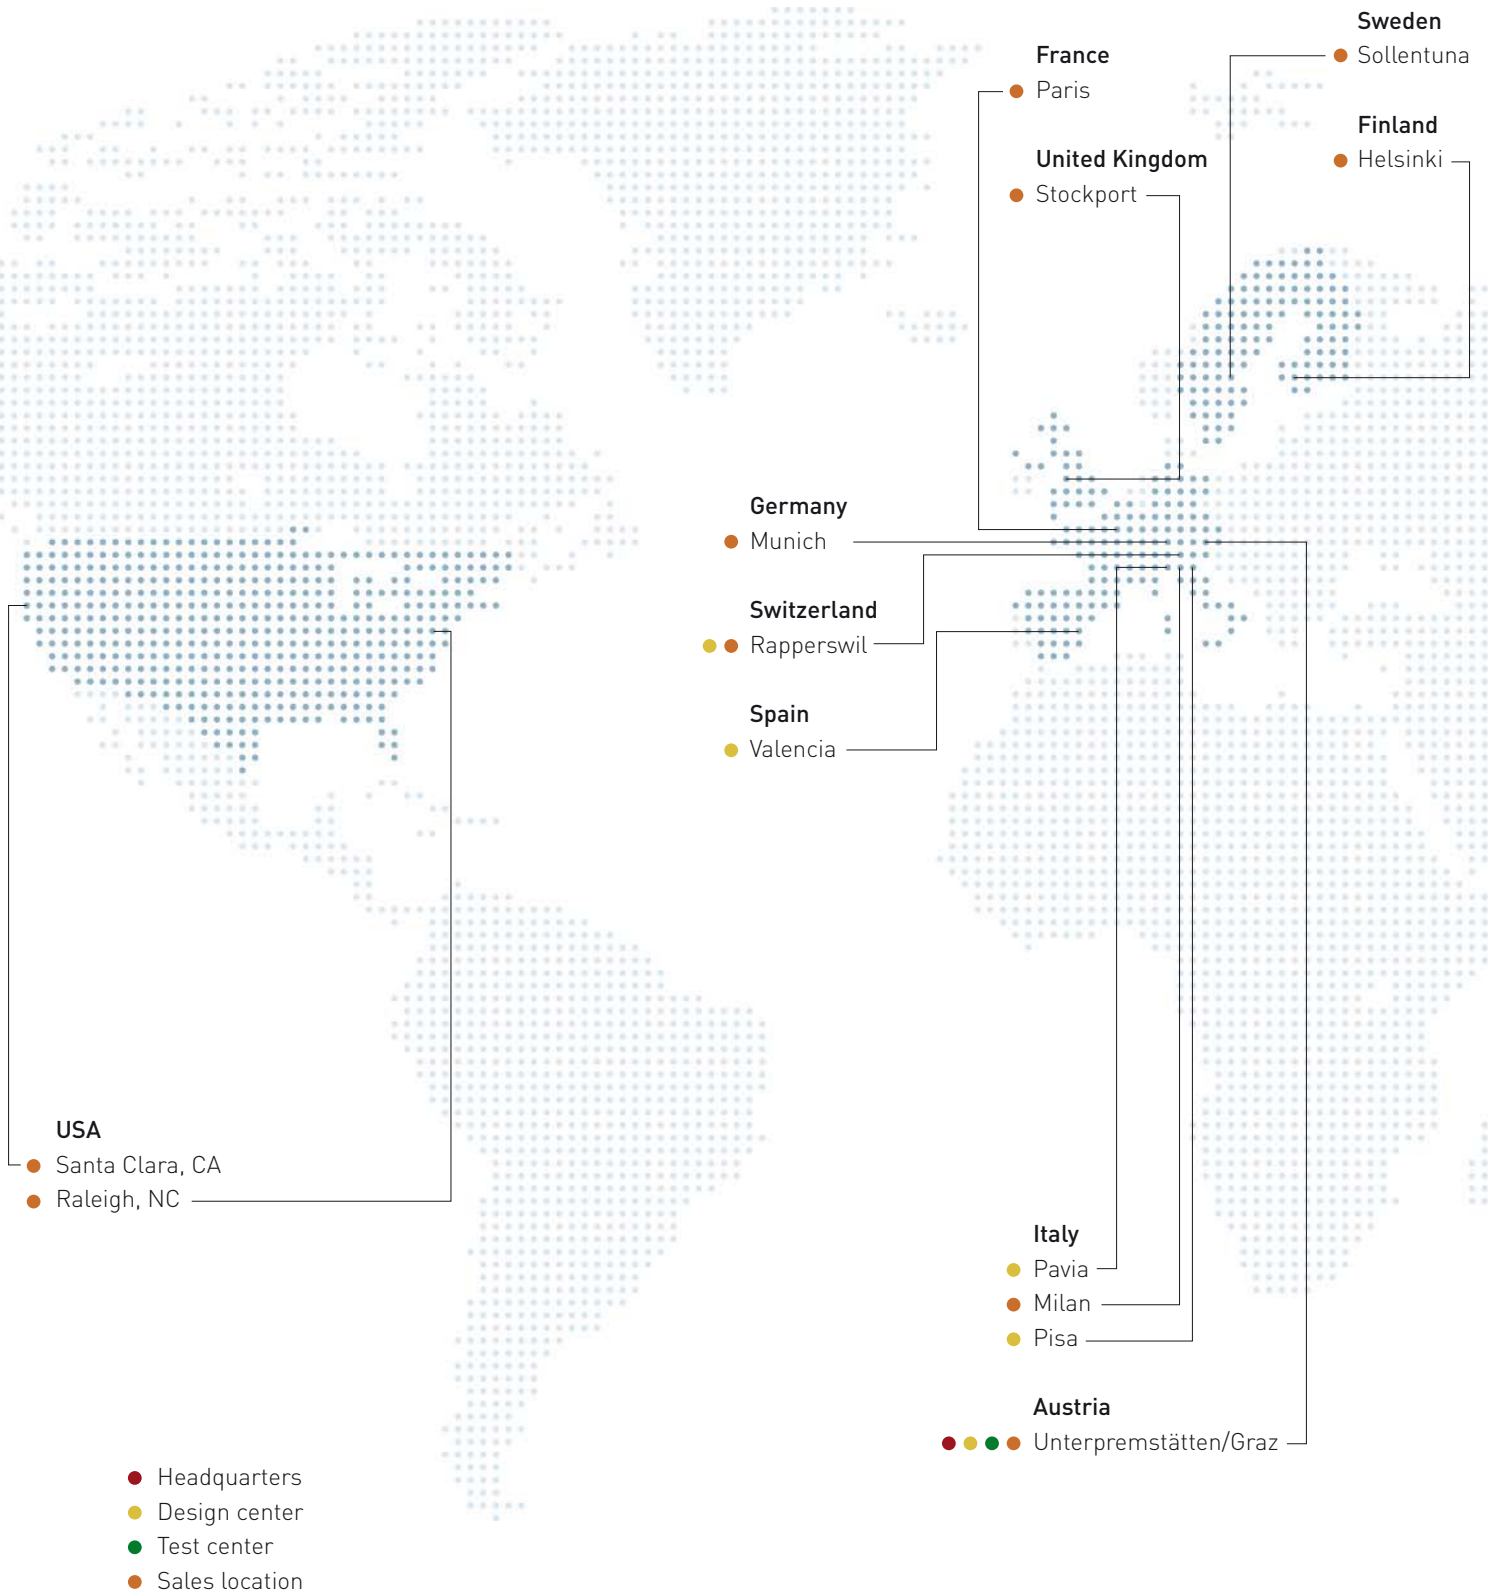 Sweden
Sollentuna
France
Paris
Finland
Helsinki
United Kingdom
Stockport
Germany
Munich
Switzerland
Rapperswil
Spain
Valencia
USA
Santa Clara, CA
Raleigh, NC
Italy
Pavia
Milan
Pisa
Austria
Unterpremstätten/Graz
Headquarters
Design center
Test center
Sales location